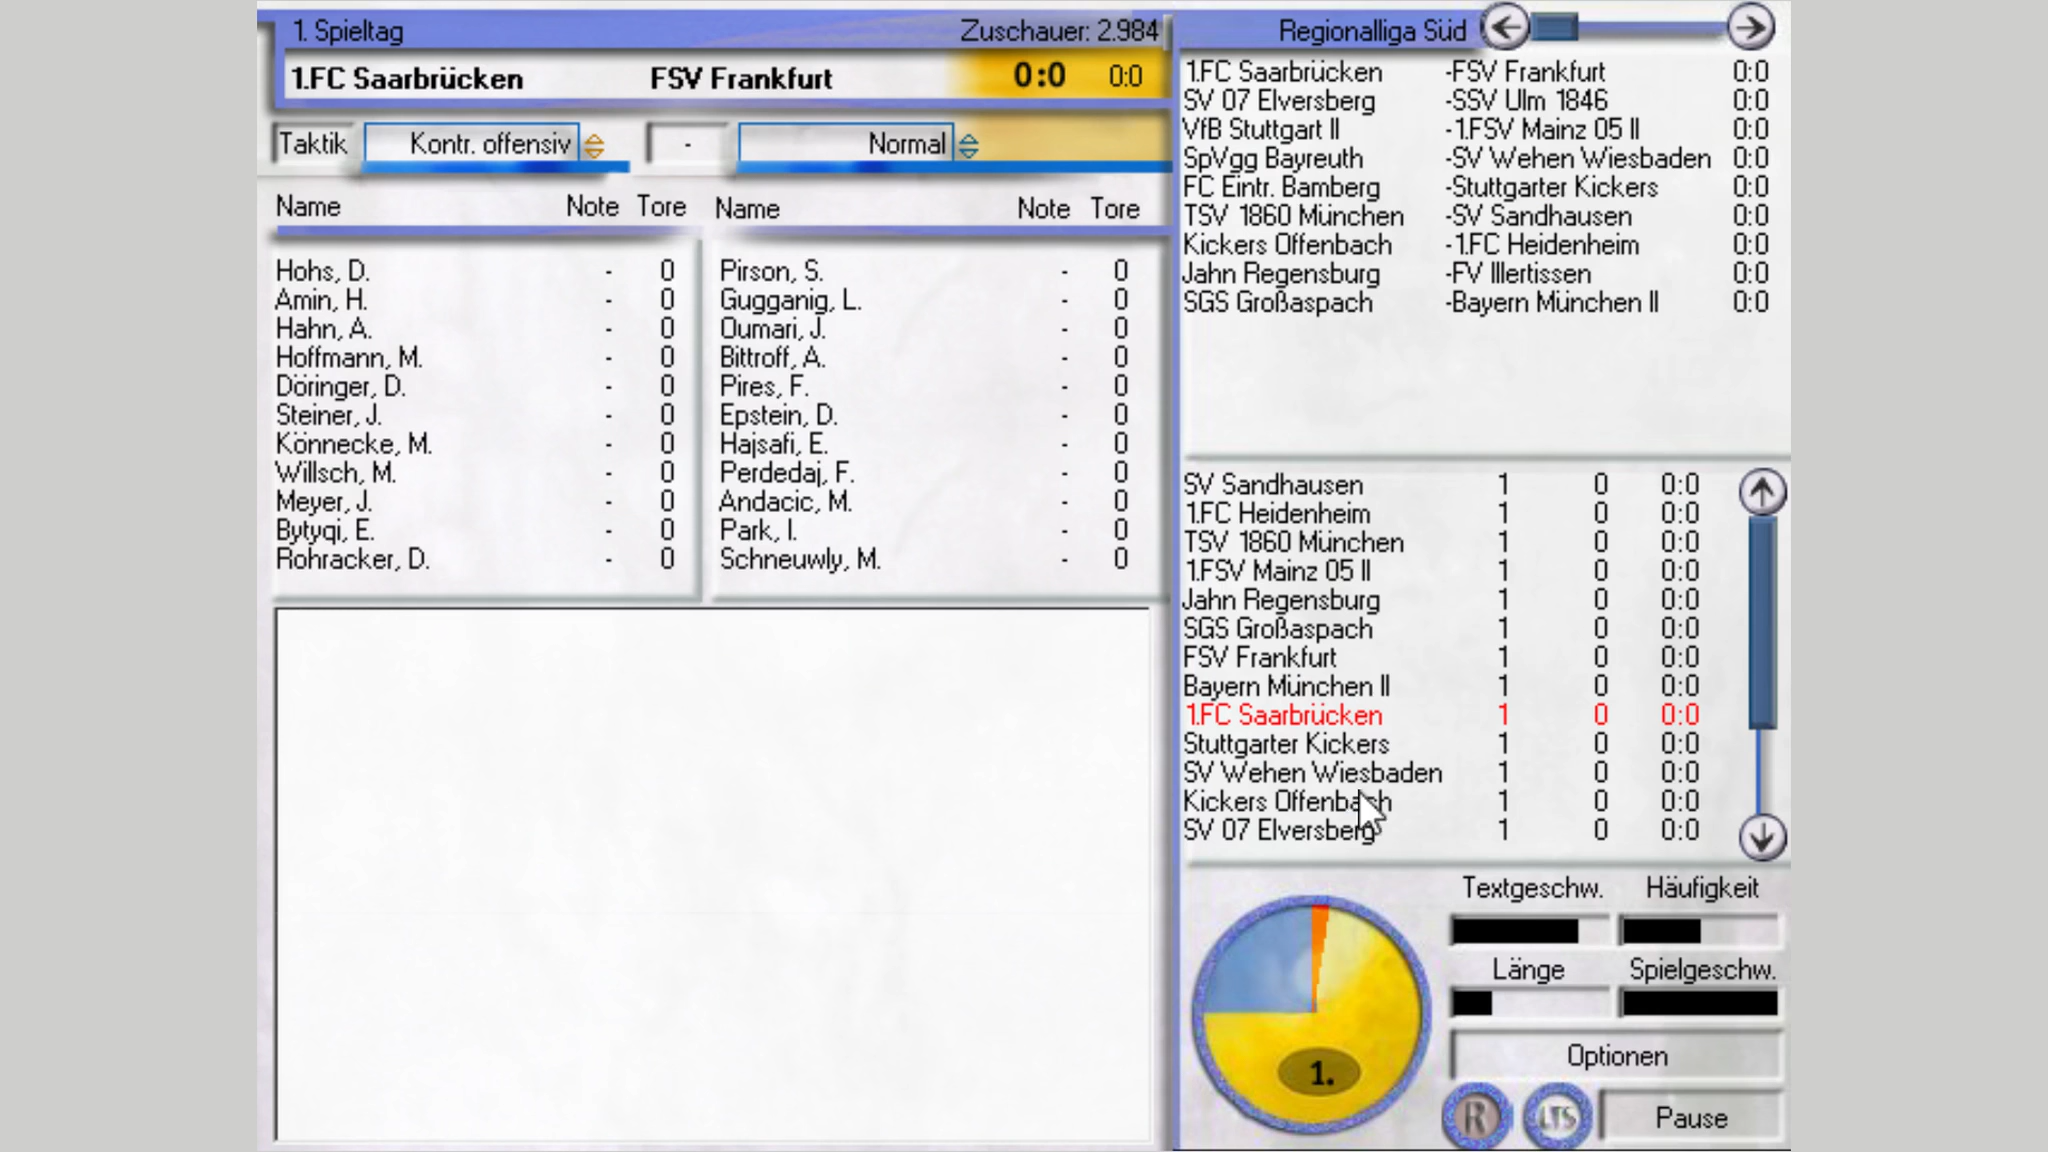 1. Spieltag Zuschauer: 2.984
1.FC Saarbrücken FSV Frankfurt 0:0 0:0
Taktik Kontr. offensiv - Normal
Name Note Tore Name Note Tore
Hohs, D. - 0 Pirson, S. - 0
Amin, H. - 0 Gugganig, L. - 0
Hahn, A. - 0 Oumari, J. - 0
Hoffmann, M. - 0 Bittroff, A. - 0
Döringer, D. - 0 Pires, F. - 0
Steiner, J. - 0 Epstein, D. - 0
Könnecke, M. - 0 Hajsafi, E. - 0
Willsch, M. - 0 Perdedaj, F. - 0
Meyer, J. - 0 Andacic, M. - 0
Bytyqi, E. - 0 Park, I. - 0
Rohracker, D. - 0 Schneuwly, M. - 0
Regionalliga Süd
1.FC Saarbrücken -FSV Frankfurt 0:0
SV 07 Elversberg -SSV Ulm 1846 0:0
VfB Stuttgart II -1.FSV Mainz 05 II 0:0
SpVgg Bayreuth -SV Wehen Wiesbaden 0:0
FC Eintr. Bamberg -Stuttgarter Kickers 0:0
TSV 1860 München -SV Sandhausen 0:0
Kickers Offenbach -1.FC Heidenheim 0:0
Jahn Regensburg -FV Illertissen 0:0
SGS Großaspach -Bayern München II 0:0
SV Sandhausen 1 0 0:0
1.FC Heidenheim 1 0 0:0
TSV 1860 München 1 0 0:0
1.FSV Mainz 05 II 1 0 0:0
Jahn Regensburg 1 0 0:0
SGS Großaspach 1 0 0:0
FSV Frankfurt 1 0 0:0
Bayern München II 1 0 0:0
1.FC Saarbrücken 1 0 0:0
Stuttgarter Kickers 1 0 0:0
SV Wehen Wiesbaden 1 0 0:0
Kickers Offenbach 1 0 0:0
SV 07 Elversberg 1 0 0:0
Textgeschw. Häufigkeit
Länge Spielgeschw.
1.
Optionen
R LTS Pause